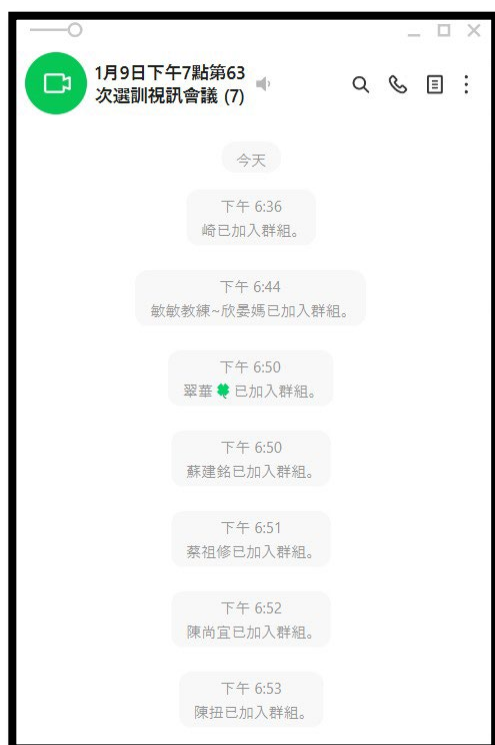 1月9日下午7點第63
次選訓視訊會議 (7)
今天
下午 6:36
崎已加入群組。
下午 6:44
敏敏教練~欣晏媽已加入群組。
下午 6:50
翠華🍀已加入群組。
下午 6:50
蘇建銘已加入群組。
下午 6:51
蔡祖修已加入群組。
下午 6:52
陳尚宜已加入群組。
下午 6:53
陳扭已加入群組。